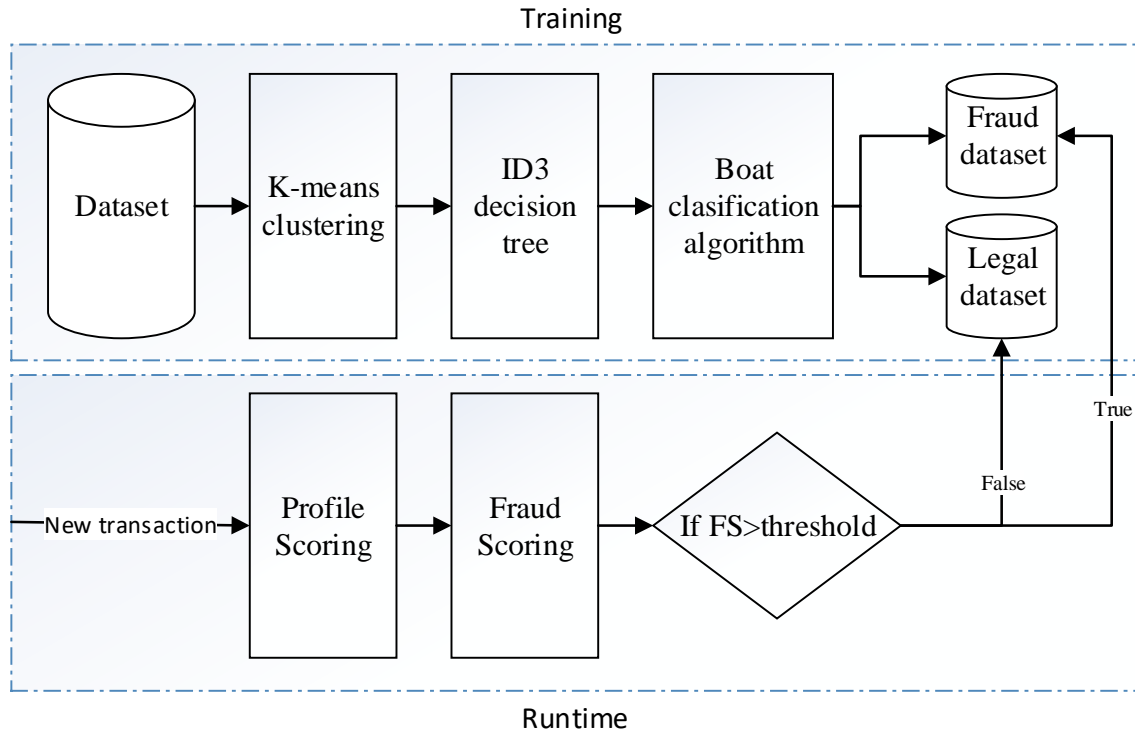 Training
Dataset
K-means
clustering
ID3
decision
tree
Boat
clasification
algorithm
Fraud
dataset
Legal
dataset
New transaction
Profile
Scoring
Fraud
Scoring
If FS>threshold
False
True
Runtime